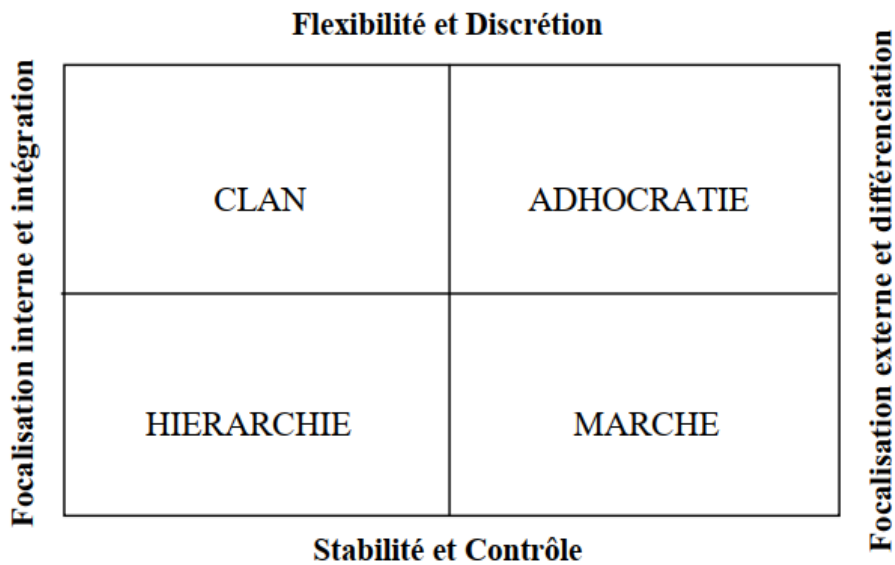 Flexibilité et Discrétion
Focalisation interne et intégration
CLAN
ADHOCRATIE
Focalisation externe et différenciation
HIERARCHIE
MARCHE
Stabilité et Contrôle